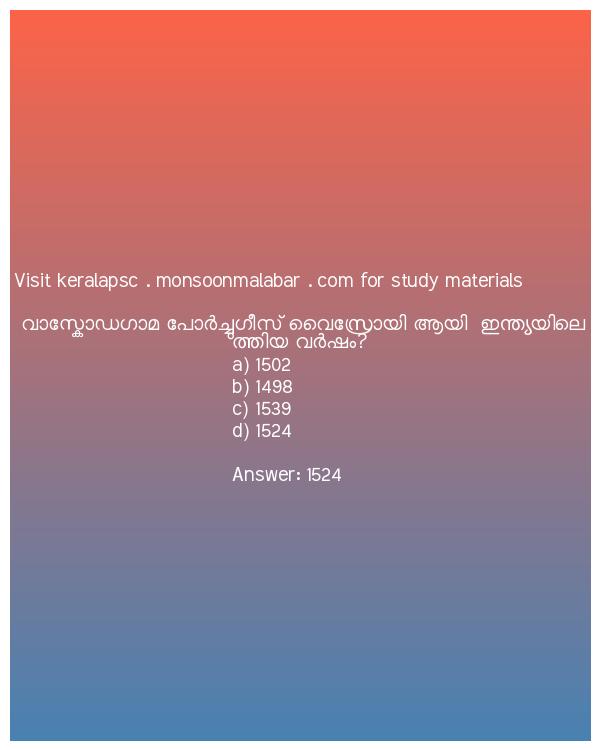 Visit keralapsc . monsoonmalabar . com for study materials
വാസ്കോഡഗാമ പോർച്ചുഗീസ് വൈസ്രോയി ആയി ഇന്ത്യയിലെ
ത്തിയ വർഷം?
a) 1502
b) 1498
c) 1539
d) 1524
Answer: 1524